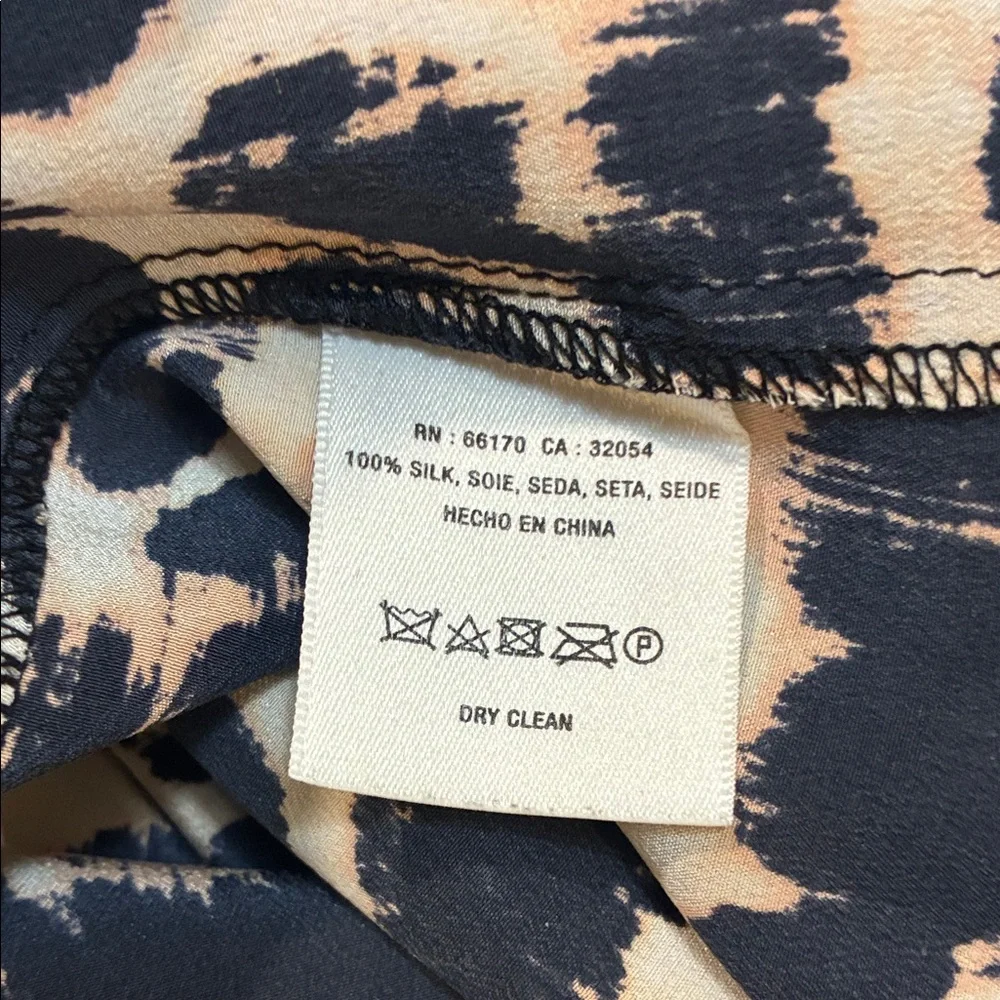 RN : 66170 CA : 32054
100% SILK, SOIE, SEDA, SETA, SEIDE
HECHO EN CHINA
P
DRY CLEAN